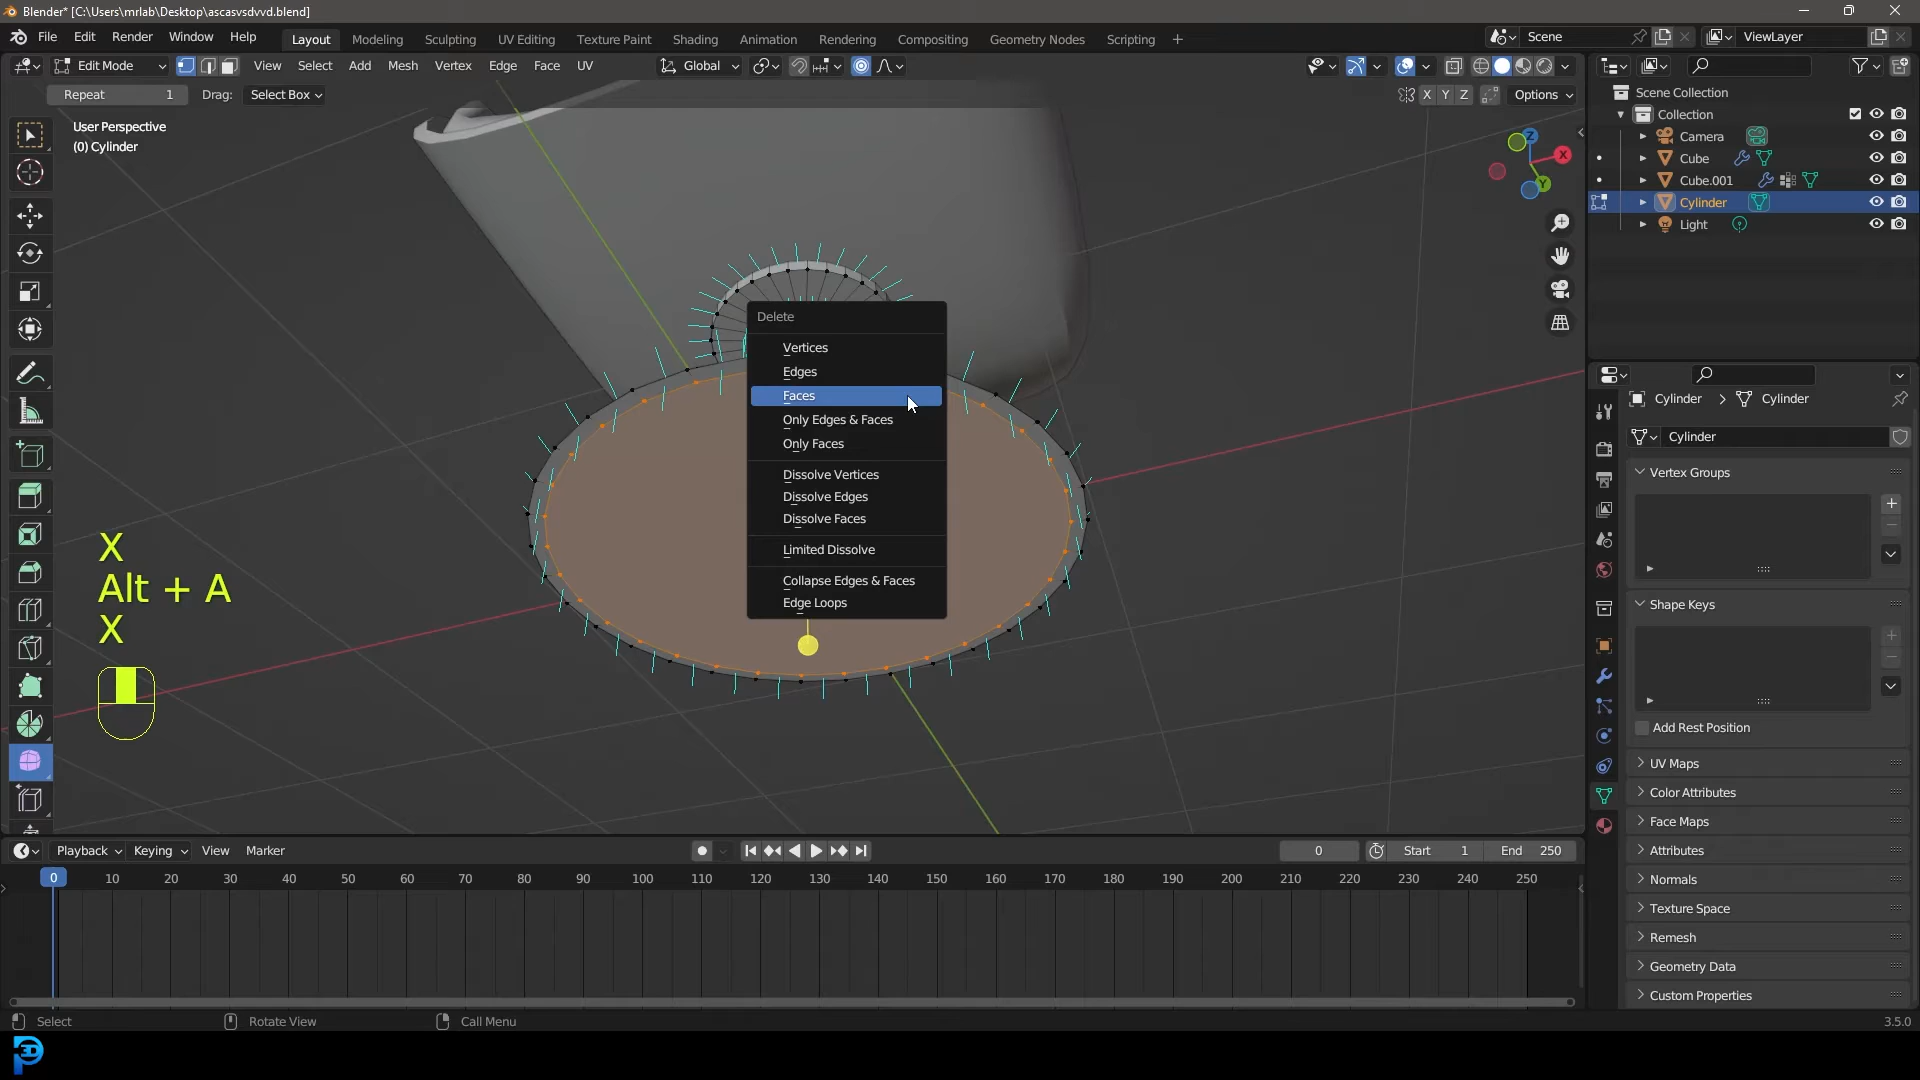 Blender* [C:\Users\mrlab\Desktop\ascasvsdvvd.blend]
File Edit Render Window Help Layout Modeling Sculpting UV Editing Texture Paint Shading Animation Rendering Compositing Geometry Nodes Scripting + Scene ViewLayer
Edit Mode View Select Add Mesh Vertex Edge Face UV Global
Repeat 1 Drag: Select Box X Y Z Options
User Perspective
(0) Cylinder
Z
X
Y
Scene Collection
Collection
Camera
Cube
Cube.001
Cylinder
Light
Delete
Vertices
Edges
Faces
Only Edges & Faces
Only Faces
Dissolve Vertices
Dissolve Edges
Dissolve Faces
Limited Dissolve
Collapse Edges & Faces
Edge Loops
X
Alt + A
X
Cylinder > Cylinder
Cylinder
Vertex Groups
Shape Keys
Add Rest Position
UV Maps
Color Attributes
Face Maps
Attributes
Normals
Texture Space
Remesh
Geometry Data
Custom Properties
Playback Keying View Marker 0 Start 1 End 250
0 10 20 30 40 50 60 70 80 90 100 110 120 130 140 150 160 170 180 190 200 210 220 230 240 250
Select Rotate View Call Menu 3.5.0